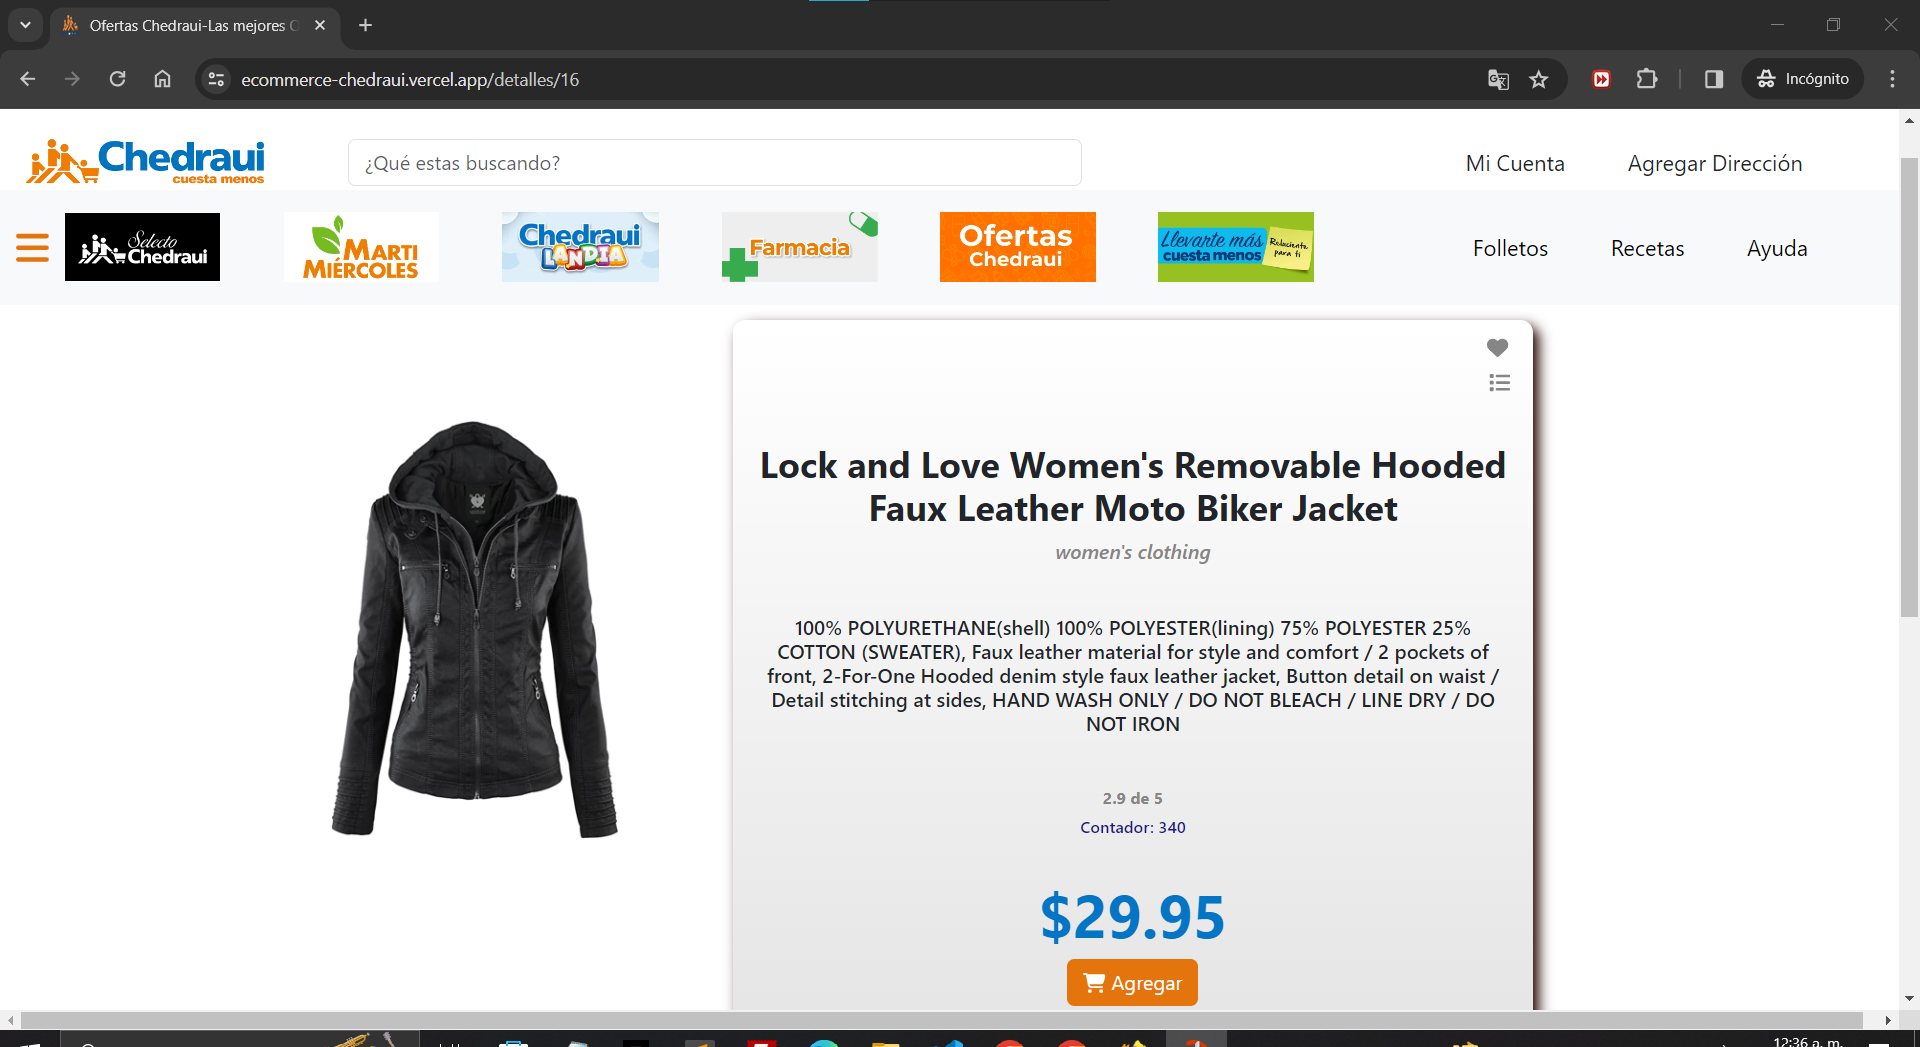 Ofertas Chedraui-Las mejores
ecommerce-chedraui.vercel.app/detalles/16
Incógnito
Chedraui
cuesta menos
¿Qué estas buscando?
Mi Cuenta
Agregar Dirección
Selecto
Chedraui
MARTI
MIÉRCOLES
Chedraui
LANDIA
Farmacia
Ofertas
Chedraui
Llevarte más
cuesta menos
Relaciente
para ti
Folletos
Recetas
Ayuda
Lock and Love Women's Removable Hooded
Faux Leather Moto Biker Jacket
women's clothing
100% POLYURETHANE(shell) 100% POLYESTER(lining) 75% POLYESTER 25%
COTTON (SWEATER), Faux leather material for style and comfort / 2 pockets of
front, 2-For-One Hooded denim style faux leather jacket, Button detail on waist /
Detail stitching at sides, HAND WASH ONLY / DO NOT BLEACH / LINE DRY / DO
NOT IRON
2.9 de 5
Contador: 340
$29.95
Agregar
12:36 a. m.